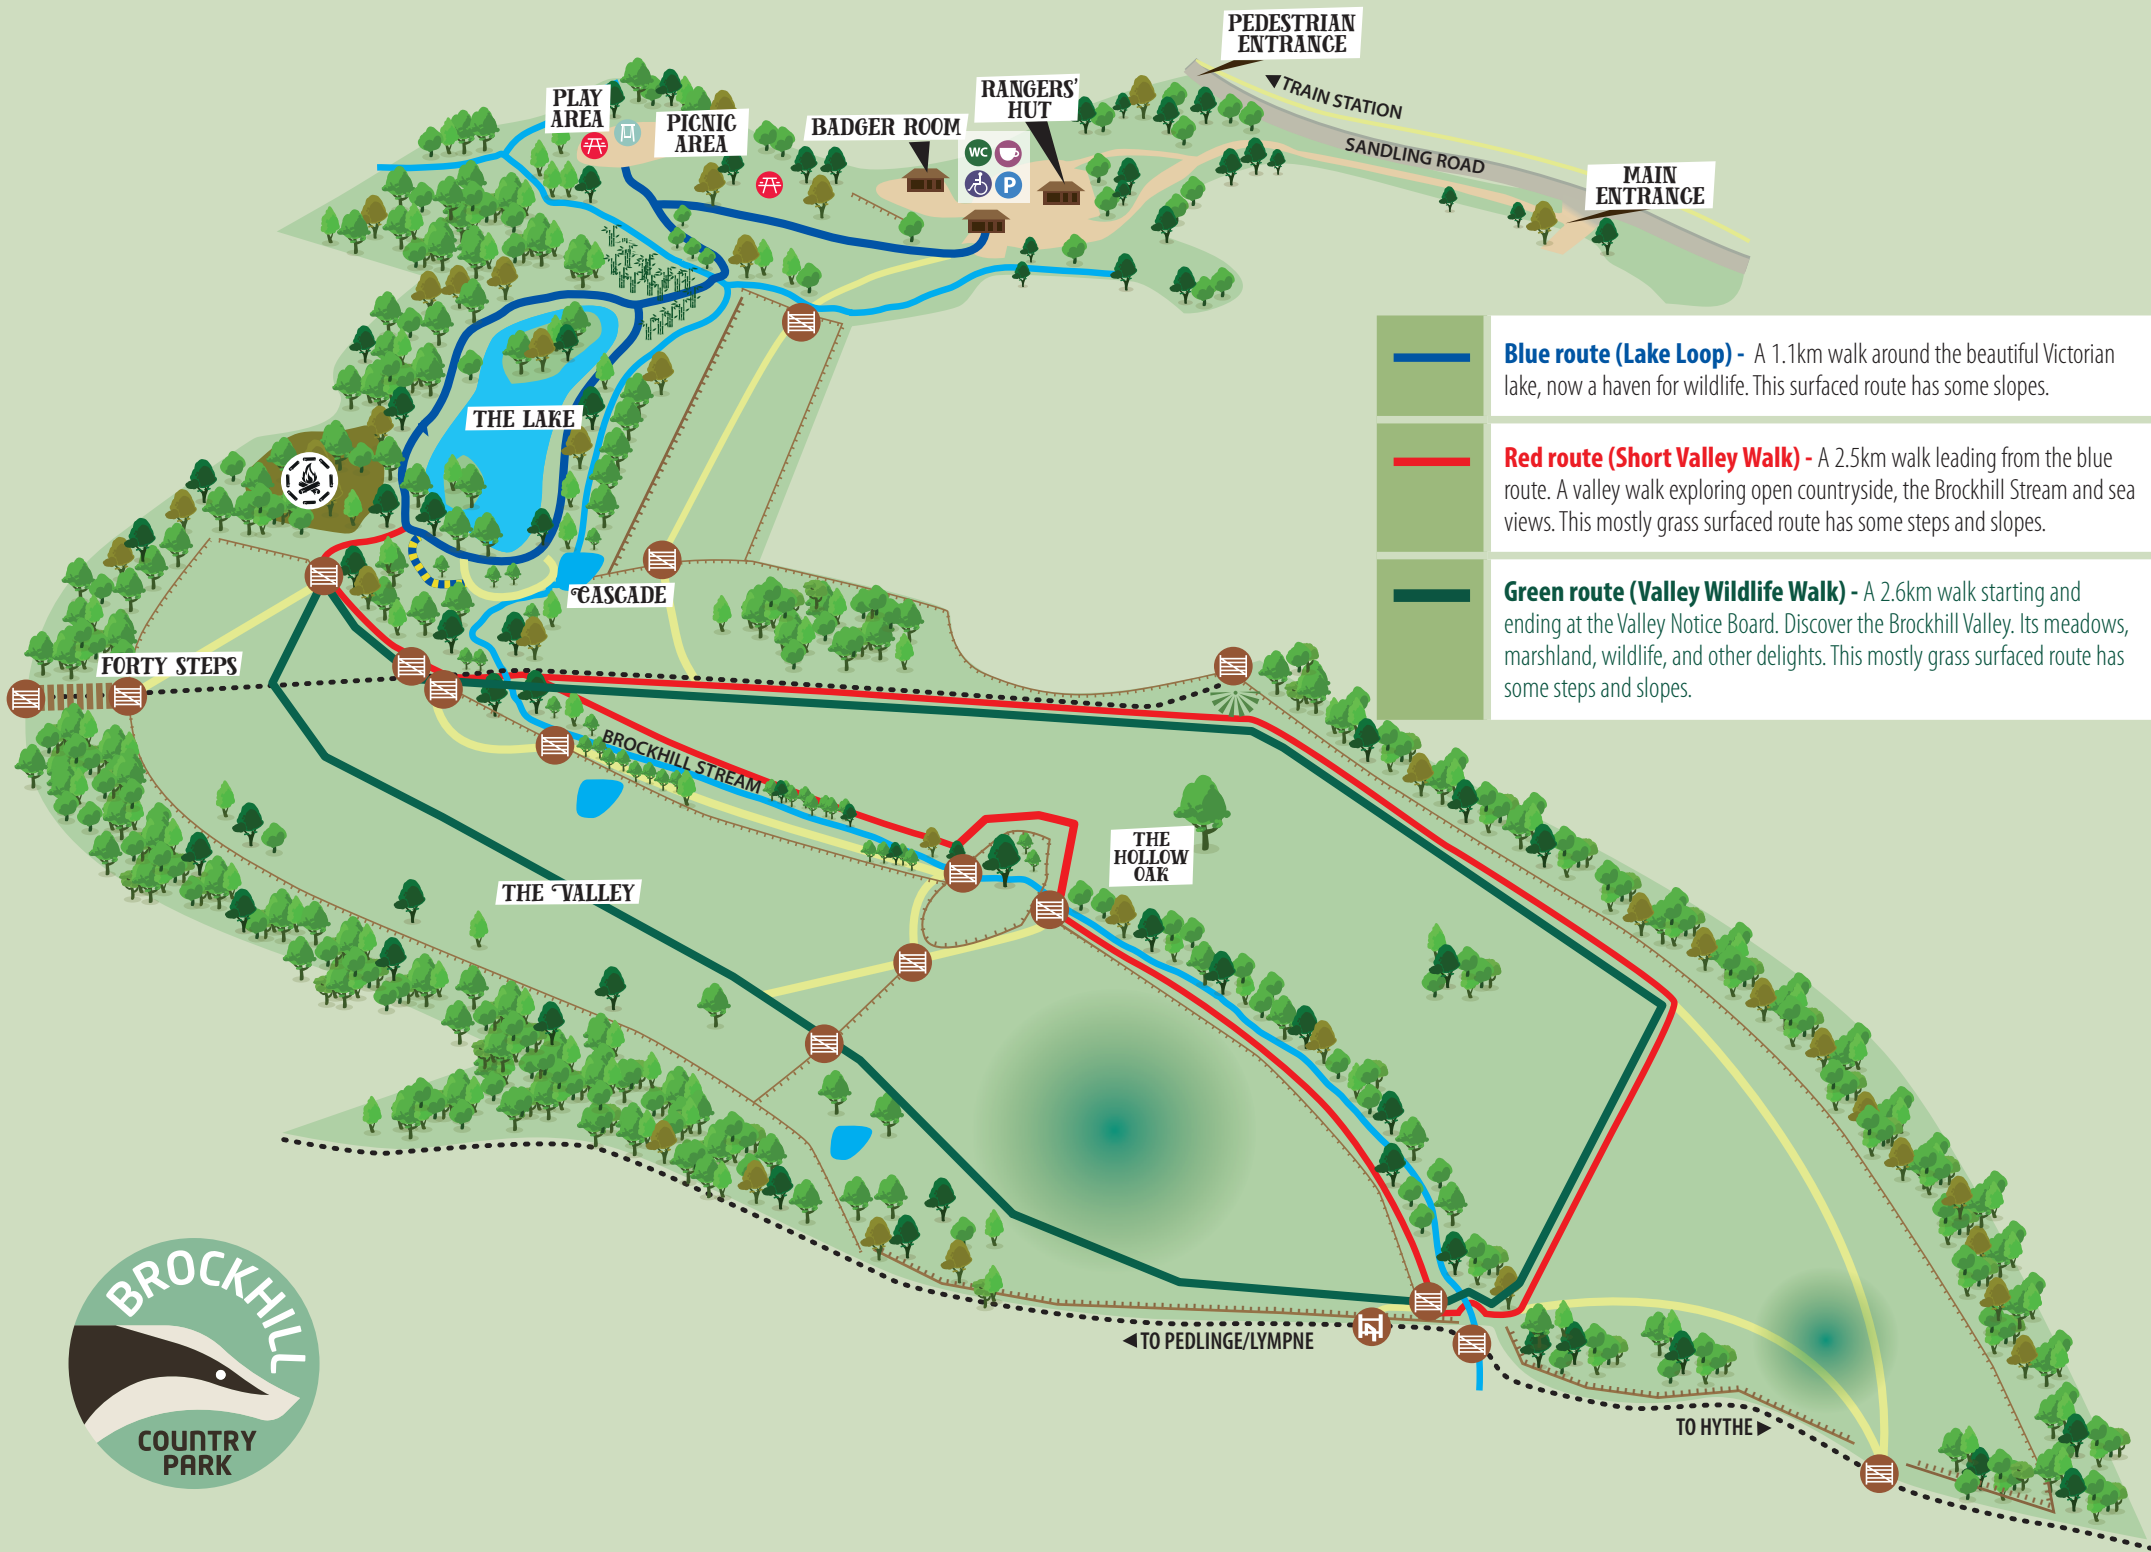 PEDESTRIAN
ENTRANCE
TRAIN STATION
SANDLING ROAD
MAIN
ENTRANCE
PLAY
AREA
PICNIC
AREA
BADGER ROOM
RANGERS'
HUT
WC
P
THE LAKE
CASCADE
FORTY STEPS
BROCKHILL STREAM
THE VALLEY
THE
HOLLOW
OAK
TO PEDLINGE/LYMPNE
TO HYTHE
Blue route (Lake Loop) - A 1.1km walk around the beautiful Victorian
lake, now a haven for wildlife. This surfaced route has some slopes.
Red route (Short Valley Walk) - A 2.5km walk leading from the blue
route. A valley walk exploring open countryside, the Brockhill Stream and sea
views. This mostly grass surfaced route has some steps and slopes.
Green route (Valley Wildlife Walk) - A 2.6km walk starting and
ending at the Valley Notice Board. Discover the Brockhill Valley. Its meadows,
marshland, wildlife, and other delights. This mostly grass surfaced route has
some steps and slopes.
BROCKHILL
COUNTRY
PARK